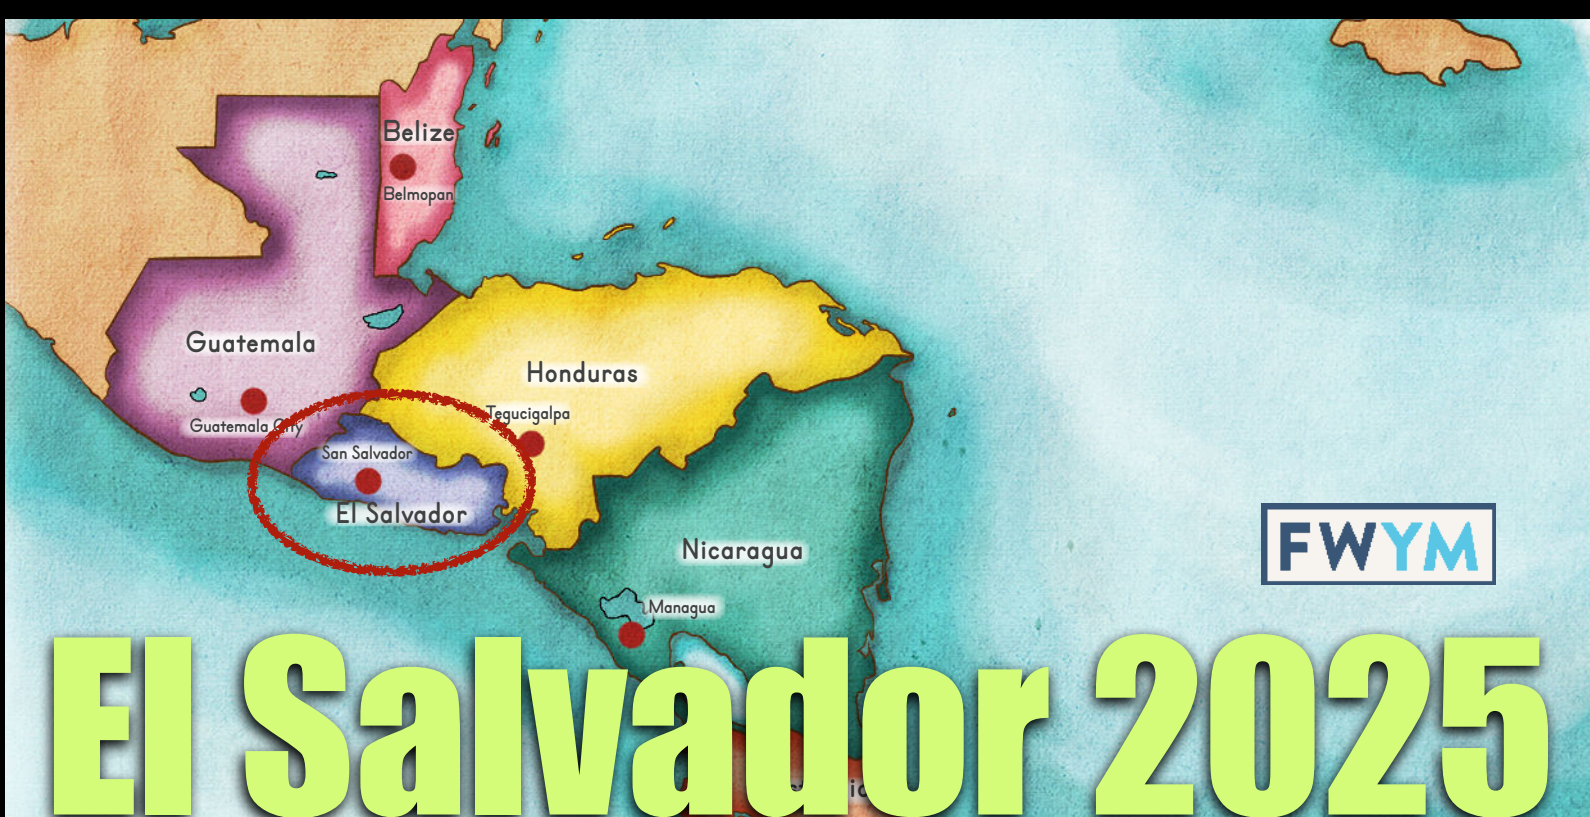 Belize
Belmopan
Guatemala
Honduras
Tegucigalpa
Guatemala City
San Salvador
El Salvador
Nicaragua
FWYM
Managua
El Salvador 2025